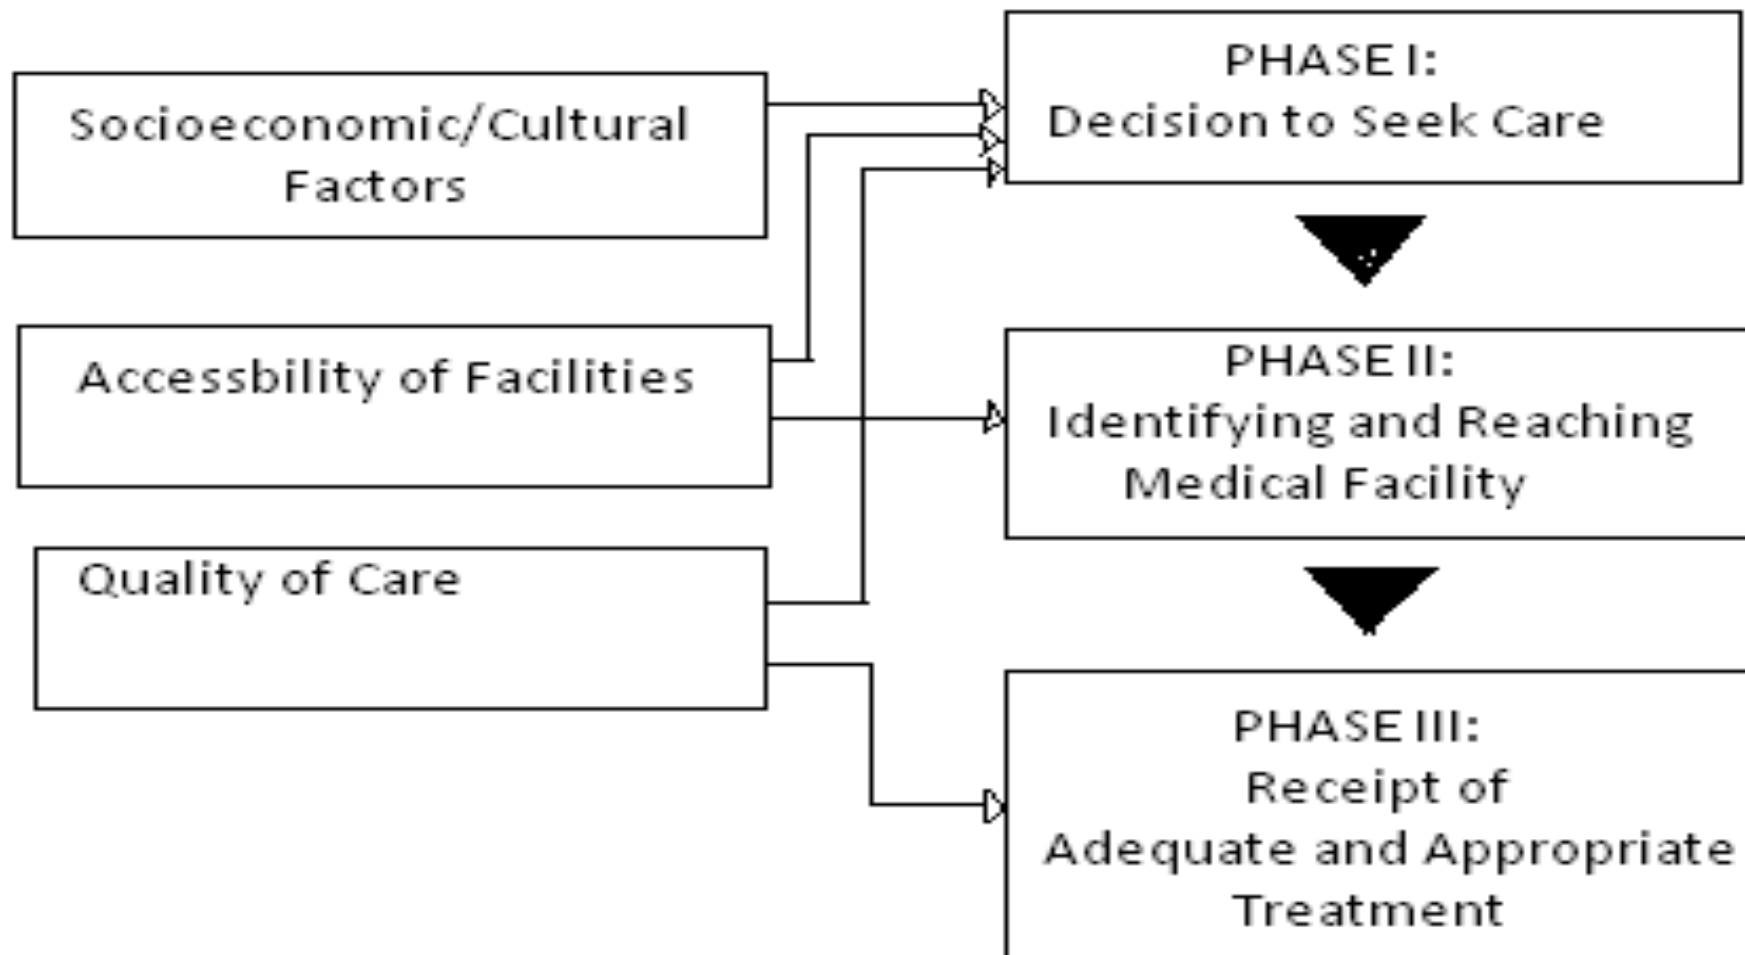 Socioeconomic/Cultural
Factors
Accessbility of Facilities
Quality of Care
PHASE I:
Decision to Seek Care
PHASE II:
Identifying and Reaching
Medical Facility
PHASE III:
Receipt of
Adequate and Appropriate
Treatment